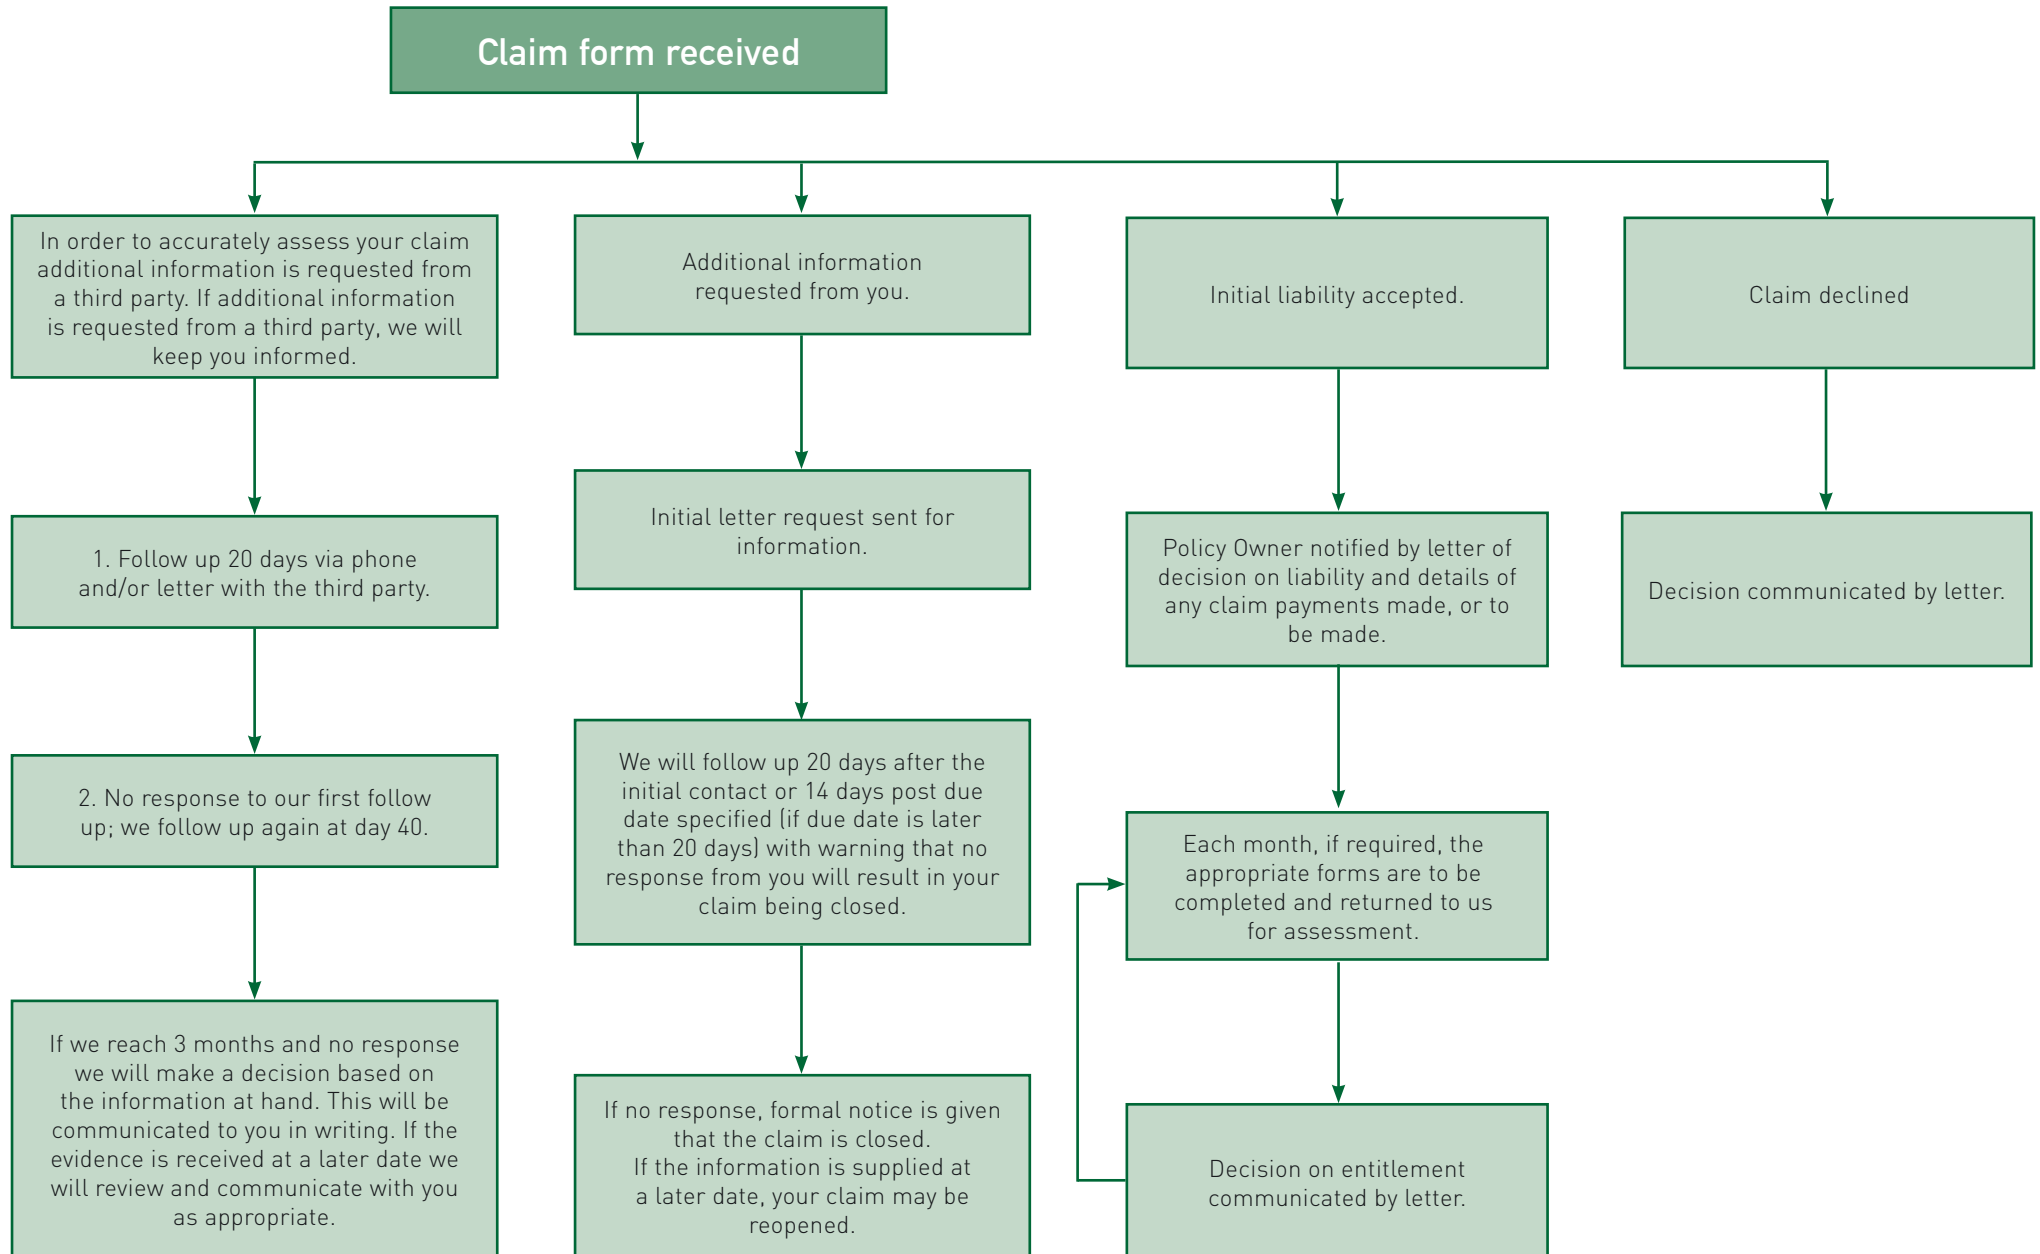 Claim form received
In order to accurately assess your claim
additional information is requested from
a third party. If additional information
is requested from a third party, we will
keep you informed.
1. Follow up 20 days via phone
and/or letter with the third party.
2. No response to our first follow
up; we follow up again at day 40.
If we reach 3 months and no response
we will make a decision based on
the information at hand. This will be
communicated to you in writing. If the
evidence is received at a later date we
will review and communicate with you
as appropriate.
Additional information
requested from you.
Initial letter request sent for
information.
We will follow up 20 days after the
initial contact or 14 days post due
date specified (if due date is later
than 20 days) with warning that no
response from you will result in your
claim being closed.
If no response, formal notice is given
that the claim is closed.
If the information is supplied at
a later date, your claim may be
reopened.
Initial liability accepted.
Policy Owner notified by letter of
decision on liability and details of
any claim payments made, or to
be made.
Each month, if required, the
appropriate forms are to be
completed and returned to us
for assessment.
Decision on entitlement
communicated by letter.
Claim declined
Decision communicated by letter.